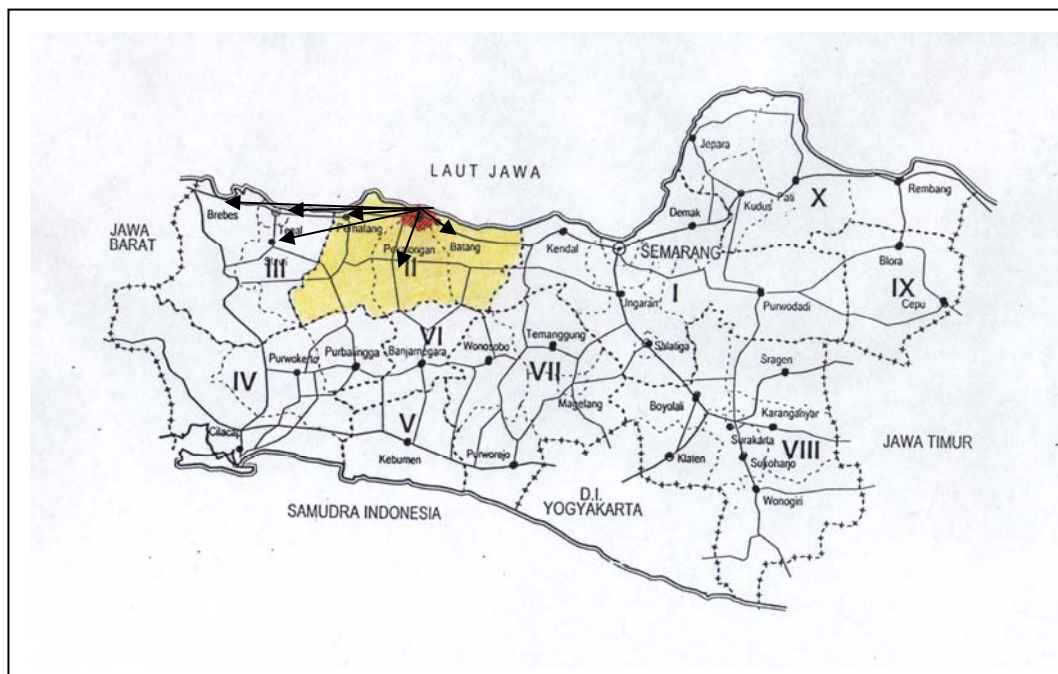 LAUT JAWA
Jepara
X
Rembang
Kudus
Pati
Brebes
Demak
Tegal
Pemalang
JAWA
BARAT
Pekalongan
Batang
Kendal
SEMARANG
Blora
III
II
I
IX
Ungaran
Purwodadi
Cepu
VI
Temanggung
Wonosobo
Salatiga
Purwokerto
Purbalingga
Banjarnegara
Sragen
IV
VII
Magelang
Boyolali
V
Karanganyar
Cilacap
Surakarta
VIII
JAWA TIMUR
Kebumen
Purworejo
Klaten
Sukoharjo
D.I.
YOGYAKARTA
Wonogiri
SAMUDRA INDONESIA